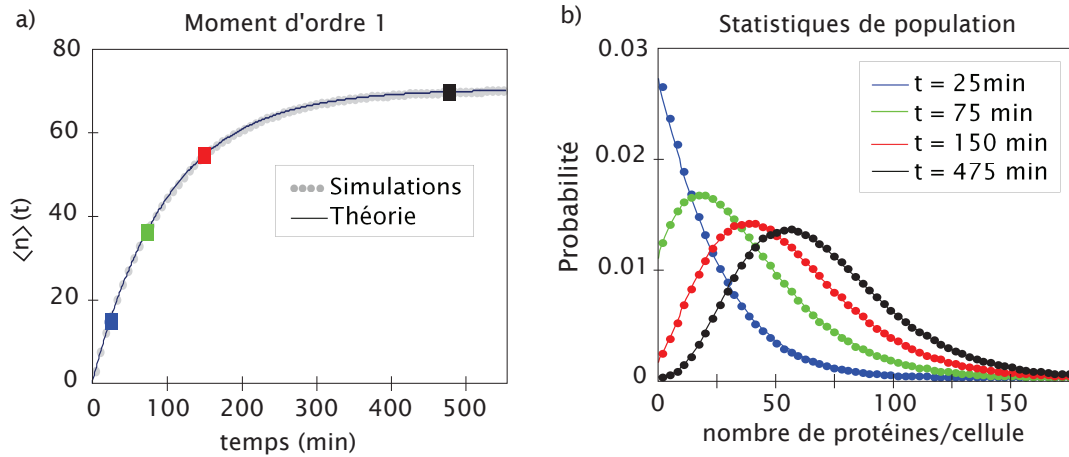 a)
Moment d'ordre 1
80
60
40
20
0
⟨n⟩(t)
Simulations
Théorie
0 100 200 300 400 500
temps (min)
b)
Statistiques de population
0.03
0.02
0.01
0
Probabilité
t = 25min
t = 75 min
t = 150 min
t = 475 min
0 50 100 150
nombre de protéines/cellule